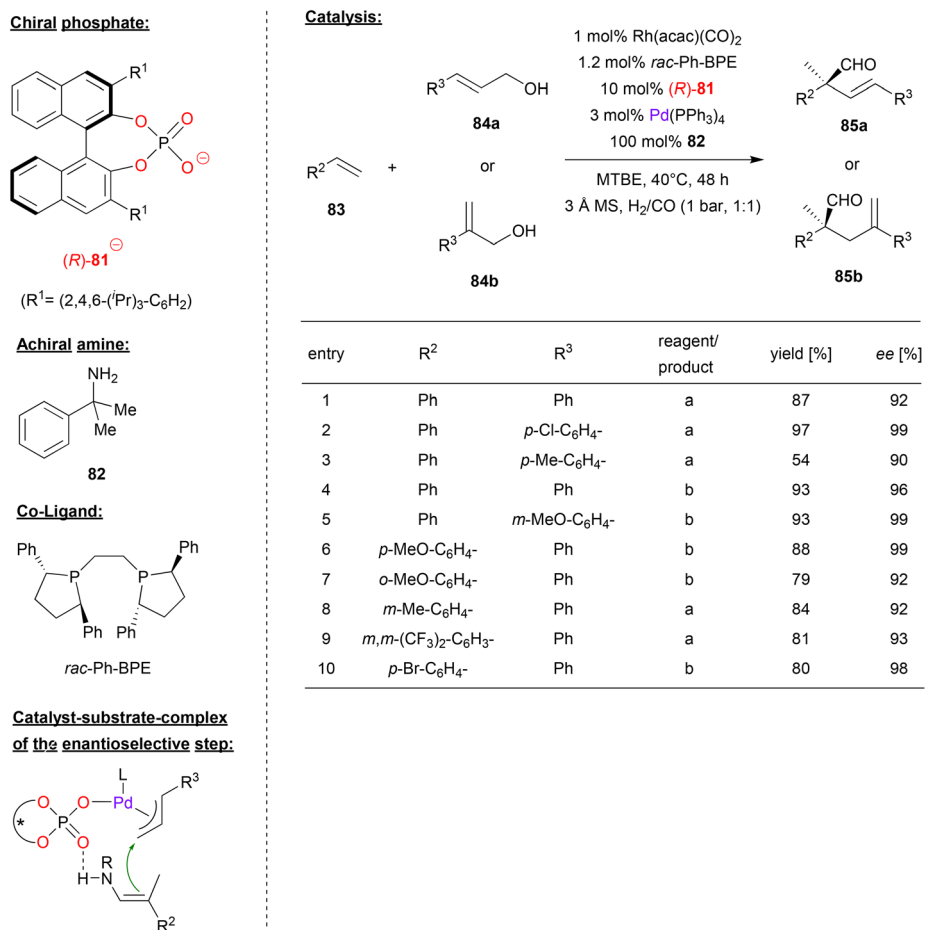 Chiral phosphate:
R¹
O
O
P
O
O ⊖
R¹
(R)-81 ⊖
(R¹= (2,4,6-(ⁱPr)₃-C₆H₂)
Achiral amine:
NH₂
Me
Me
82
Co-Ligand:
Ph
Ph
P
P
Ph
Ph
rac-Ph-BPE
Catalyst-substrate-complex
of the enantioselective step:
L
R³
O
O
Pd
*
P
O
O
R
H
N
R²
Catalysis:
R²
83
+
R³
OH
84a
or
R³
OH
84b
1 mol% Rh(acac)(CO)₂
1.2 mol% rac-Ph-BPE
10 mol% (R)-81
3 mol% Pd(PPh₃)₄
100 mol% 82
MTBE, 40°C, 48 h
3 Å MS, H₂/CO (1 bar, 1:1)
CHO
R²
R³
85a
or
CHO
R²
R³
85b
entry R² R³ reagent/ product yield [%] ee [%]
1 Ph Ph a 87 92
2 Ph p-Cl-C₆H₄- a 97 99
3 Ph p-Me-C₆H₄- a 54 90
4 Ph Ph b 93 96
5 Ph m-MeO-C₆H₄- b 93 99
6 p-MeO-C₆H₄- Ph b 88 99
7 o-MeO-C₆H₄- Ph b 79 92
8 m-Me-C₆H₄- Ph a 84 92
9 m,m-(CF₃)₂-C₆H₃- Ph a 81 93
10 p-Br-C₆H₄- Ph b 80 98